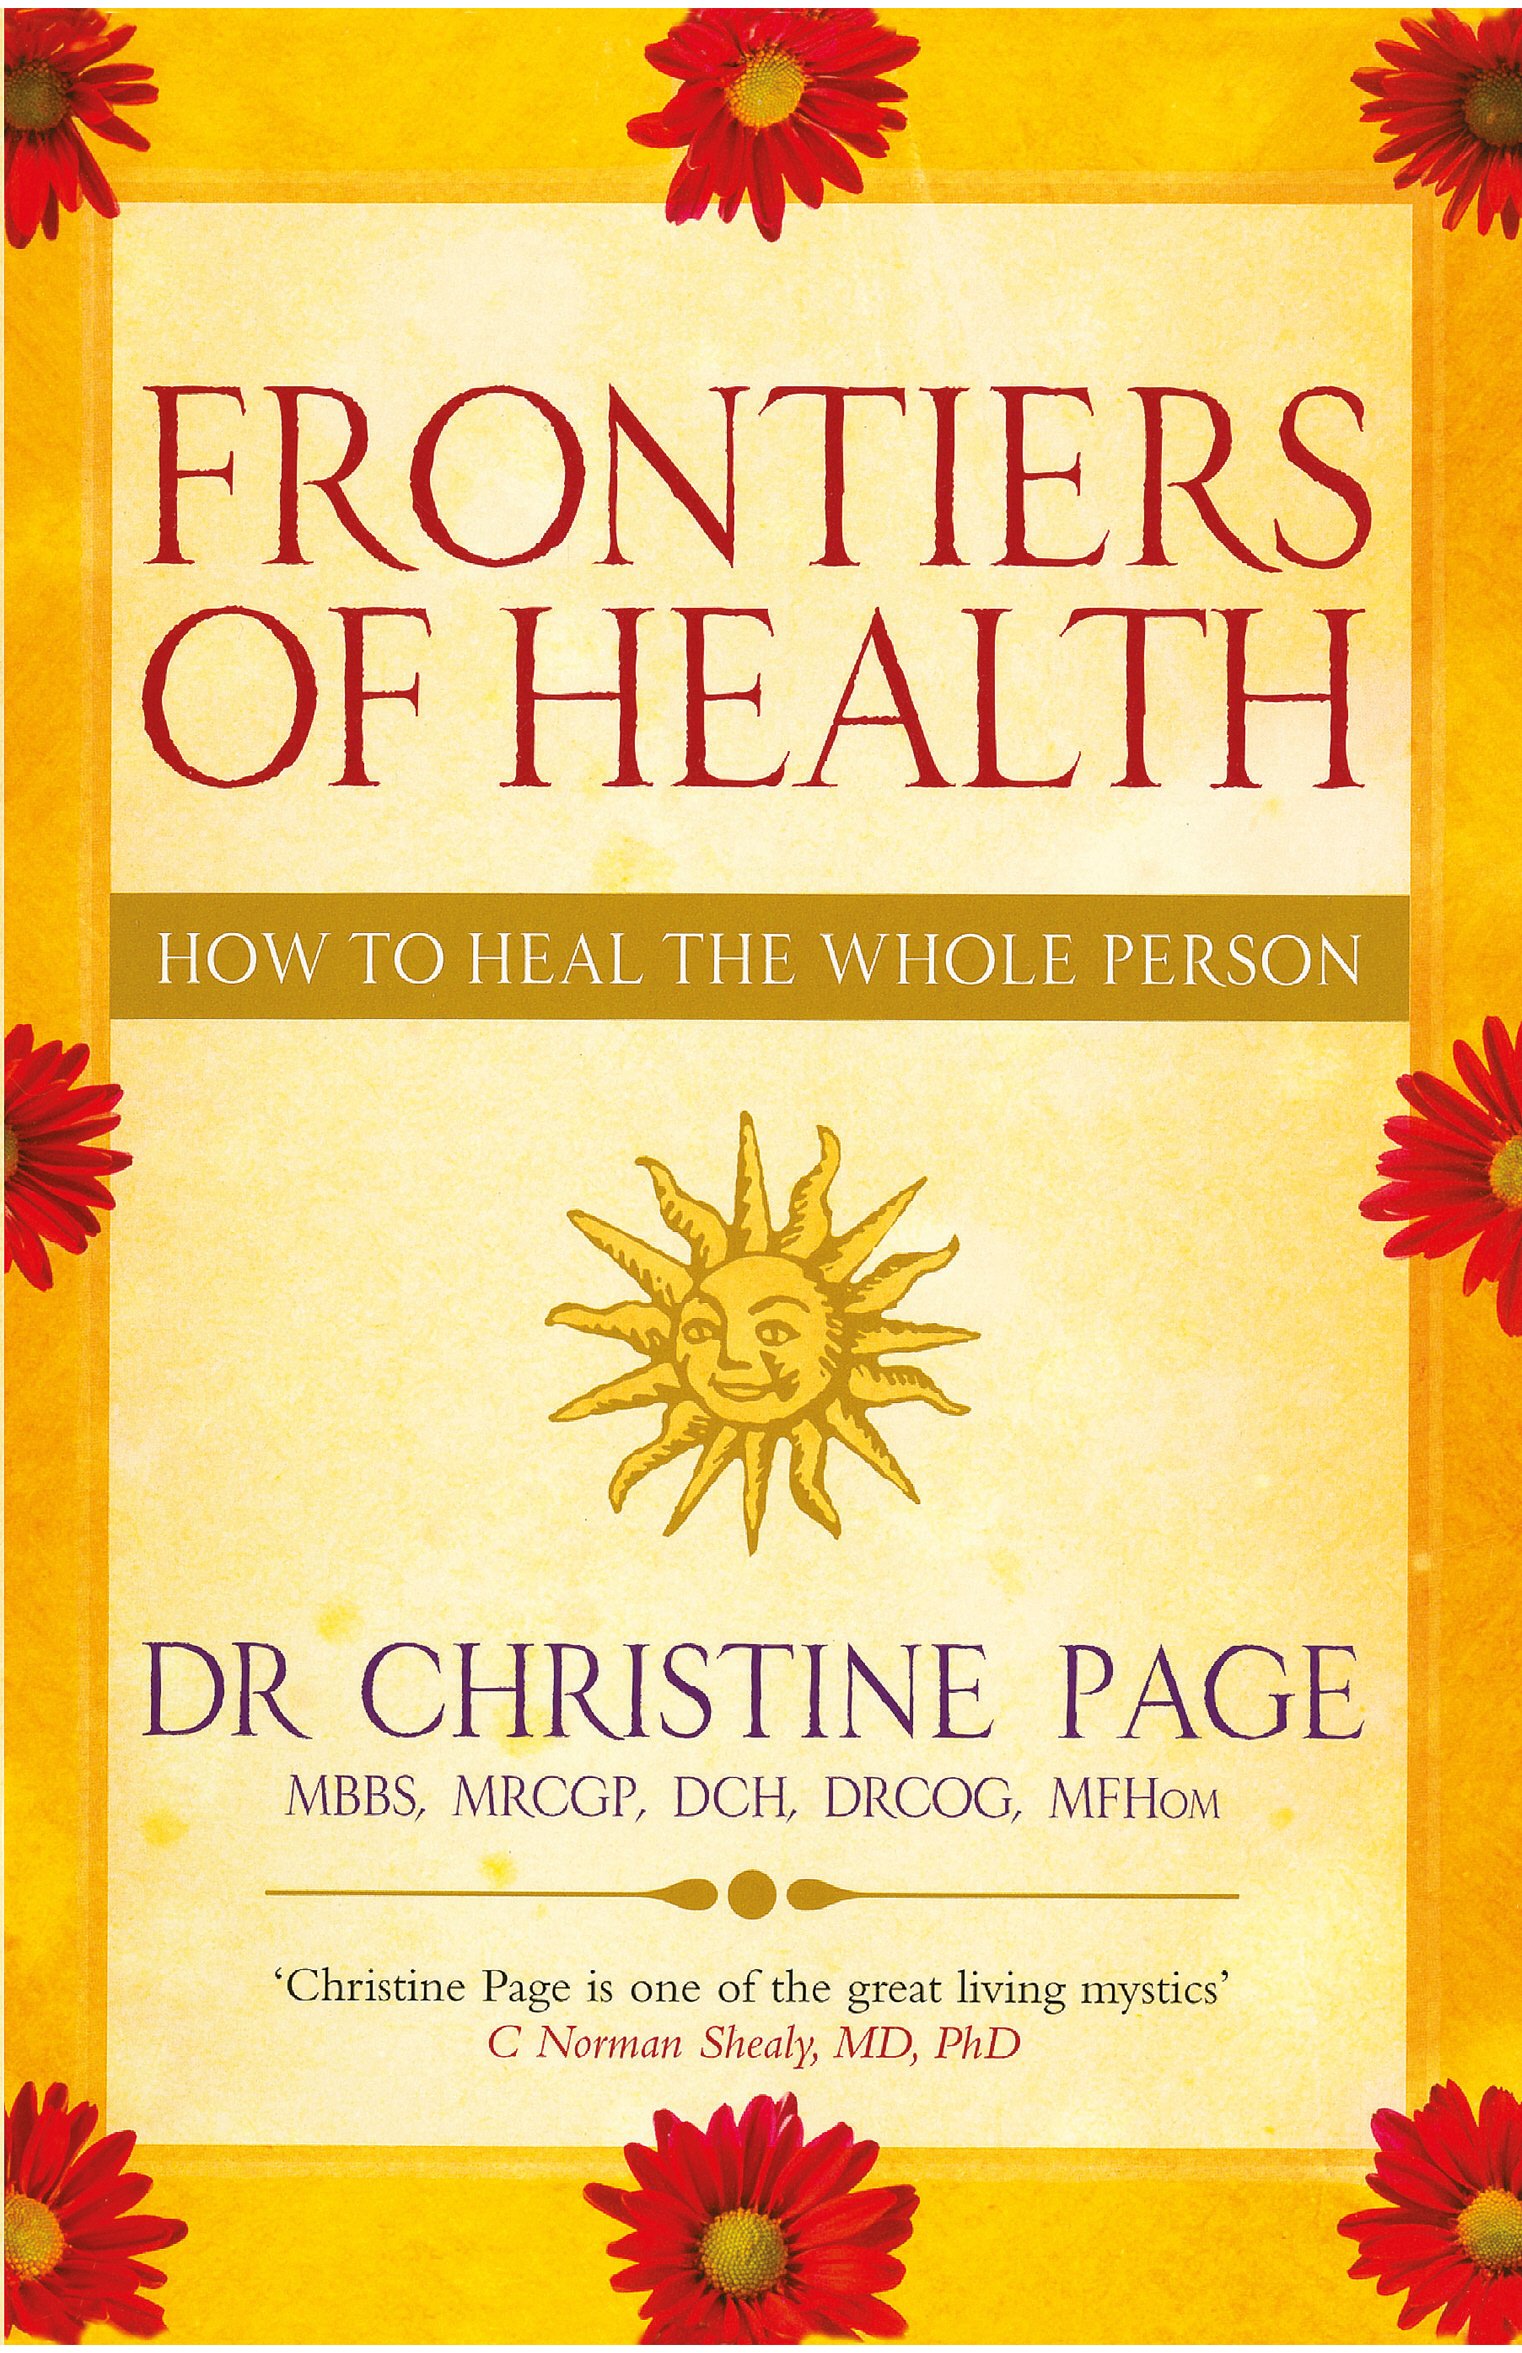 FRONTIERS
OF HEALTH
HOW TO HEAL THE WHOLE PERSON
DR CHRISTINE PAGE
MBBS, MRCGP, DCH, DRCOG, MFHOM
‘Christine Page is one of the great living mystics’
C Norman Shealy, MD, PhD